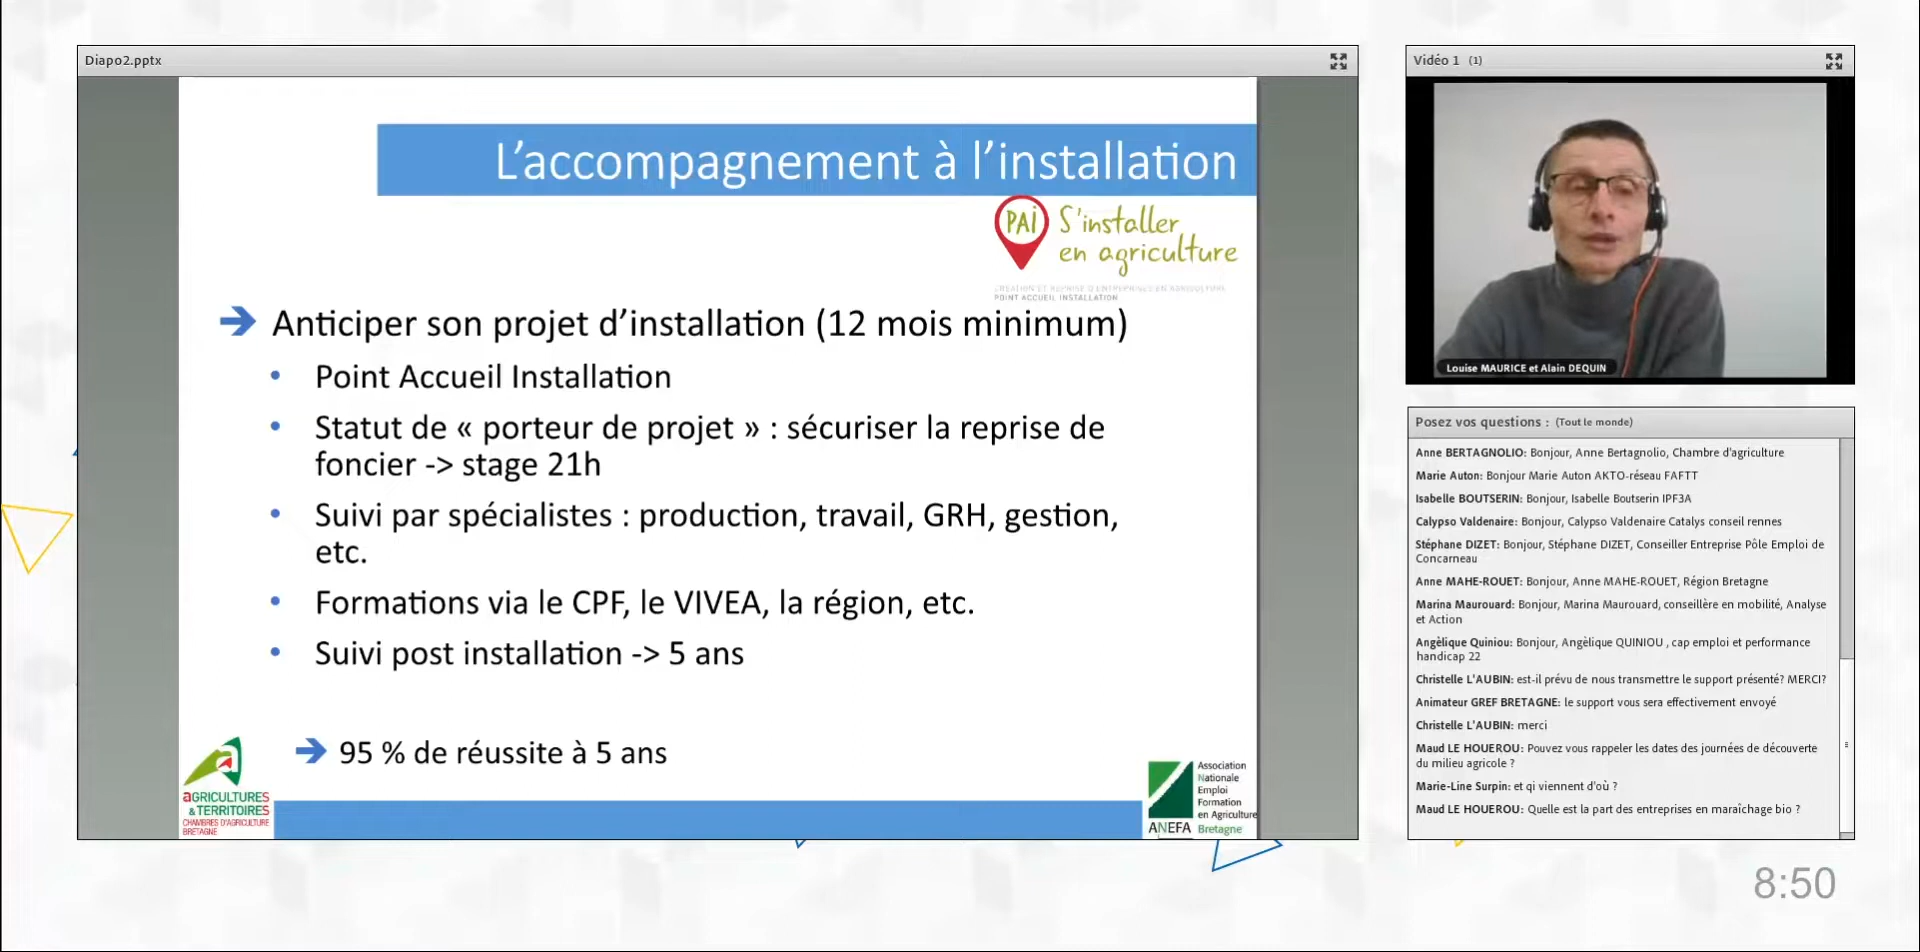 Diapo2.pptx
L'accompagnement à l'installation
PAi S'installer
en agriculture
CRÉATION ET REPRISE D'ENTREPRISES EN AGRICULTURE
POINT ACCUEIL INSTALLATION
Anticiper son projet d'installation (12 mois minimum)
• Point Accueil Installation
• Statut de « porteur de projet » : sécuriser la reprise de
foncier -> stage 21h
• Suivi par spécialistes : production, travail, GRH, gestion,
etc.
• Formations via le CPF, le VIVEA, la région, etc.
• Suivi post installation -> 5 ans
95 % de réussite à 5 ans
aGRICULTURES
& TERRITOIRES
CHAMBRES D'AGRICULTURE
BRETAGNE
Association
Nationale
Emploi
Formation
en Agriculture
ANEFA Bretagne
Vidéo 1 (1)
Louise MAURICE et Alain DEQUIN
Posez vos questions : (Tout le monde)
Anne BERTAGNOLIO: Bonjour, Anne Bertagnolio, Chambre d'agriculture
Marie Auton: Bonjour Marie Auton AKTO-réseau FAFTT
Isabelle BOUTSERIN: Bonjour, Isabelle Boutserin IPF3A
Calypso Valdenaire: Bonjour, Calypso Valdenaire Catalys conseil rennes
Stéphane DIZET: Bonjour, Stéphane DIZET, Conseiller Entreprise Pôle Emploi de
Concarneau
Anne MAHE-ROUET: Bonjour, Anne MAHE-ROUET, Région Bretagne
Marina Maurouard: Bonjour, Marina Maurouard, conseillère en mobilité, Analyse
et Action
Angèlique Quiniou: Bonjour, Angèlique QUINIOU , cap emploi et performance
handicap 22
Christelle L'AUBIN: est-il prévu de nous transmettre le support présenté? MERCI?
Animateur GREF BRETAGNE: le support vous sera effectivement envoyé
Christelle L'AUBIN: merci
Maud LE HOUEROU: Pouvez vous rappeler les dates des journées de découverte
du milieu agricole ?
Marie-Line Surpin: et qi viennent d'où ?
Maud LE HOUEROU: Quelle est la part des entreprises en maraîchage bio ?
8:50